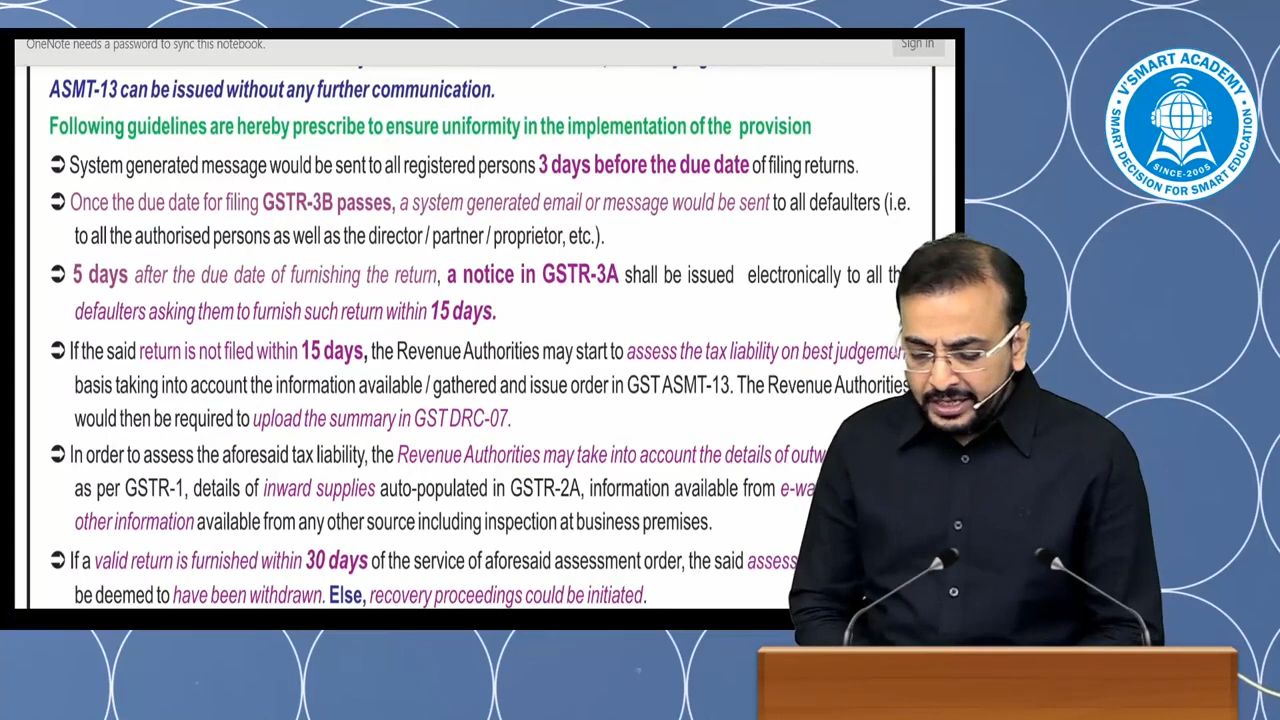 OneNote needs a password to sync this notebook.
Sign in
ASMT-13 can be issued without any further communication.
Following guidelines are hereby prescribe to ensure uniformity in the implementation of the provision
➲ System generated message would be sent to all registered persons 3 days before the due date of filing returns.
➲ Once the due date for filing GSTR-3B passes, a system generated email or message would be sent to all defaulters (i.e.
to all the authorised persons as well as the director / partner / proprietor, etc.).
➲ 5 days after the due date of furnishing the return, a notice in GSTR-3A shall be issued electronically to all
defaulters asking them to furnish such return within 15 days.
➲ If the said return is not filed within 15 days, the Revenue Authorities may start to assess the tax liability on best
basis taking into account the information available / gathered and issue order in GST ASMT-13. The Revenue Authorities
would then be required to upload the summary in GST DRC-07.
➲ In order to assess the aforesaid tax liability, the Revenue Authorities may take into account the details of
as per GSTR-1, details of inward supplies auto-populated in GSTR-2A, information available from
other information available from any other source including inspection at business premises.
➲ If a valid return is furnished within 30 days of the service of aforesaid assessment order, the said
be deemed to have been withdrawn. Else, recovery proceedings could be initiated.
V'SMART ACADEMY
SINCE-2005
SMART DECISION FOR SMART EDUCATION